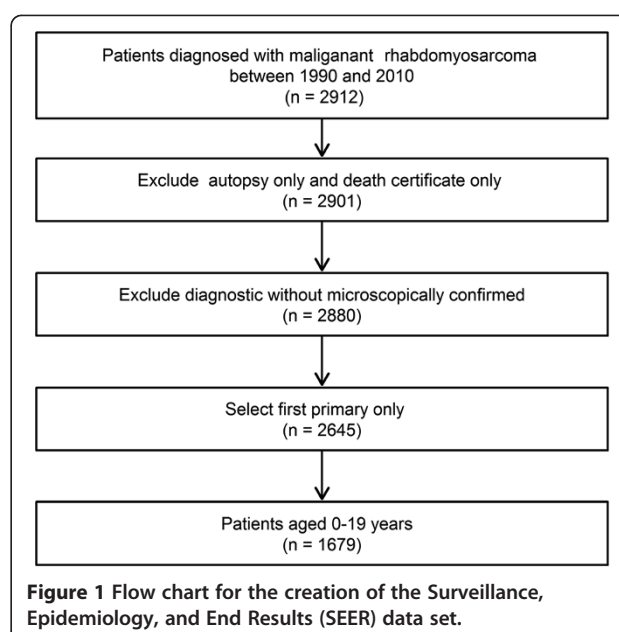 Patients diagnosed with maliganant rhabdomyosarcoma
between 1990 and 2010
(n = 2912)
Exclude autopsy only and death certificate only
(n = 2901)
Exclude diagnostic without microscopically confirmed
(n = 2880)
Select first primary only
(n = 2645)
Patients aged 0-19 years
(n = 1679)
Figure 1 Flow chart for the creation of the Surveillance,
Epidemiology, and End Results (SEER) data set.